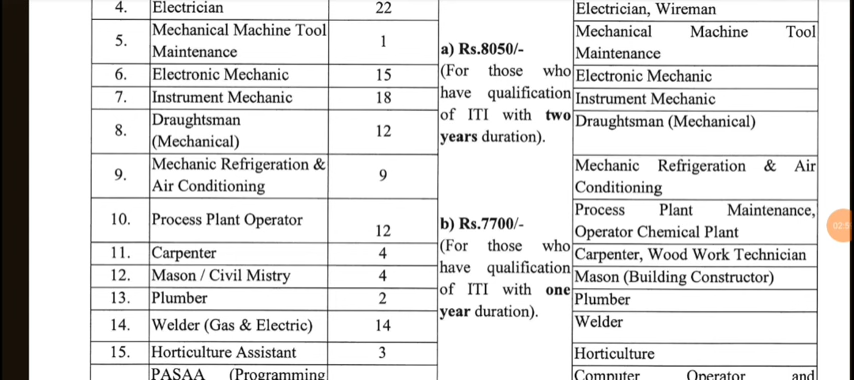 4. Electrician 22 Electrician, Wireman
5. Mechanical Machine Tool Maintenance 1 Mechanical Machine Tool Maintenance
a) Rs.8050/-
(For those who
have qualification
of ITI with two
years duration).
6. Electronic Mechanic 15 Electronic Mechanic
7. Instrument Mechanic 18 Instrument Mechanic
8. Draughtsman (Mechanical) 12 Draughtsman (Mechanical)
9. Mechanic Refrigeration & Air Conditioning 9 Mechanic Refrigeration & Air Conditioning
10. Process Plant Operator 12 Process Plant Maintenance, Operator Chemical Plant
b) Rs.7700/-
(For those who
have qualification
of ITI with one
year duration).
11. Carpenter 4 Carpenter, Wood Work Technician
12. Mason / Civil Mistry 4 Mason (Building Constructor)
13. Plumber 2 Plumber
14. Welder (Gas & Electric) 14 Welder
15. Horticulture Assistant 3 Horticulture
PASAA (Programming Computer Operator and